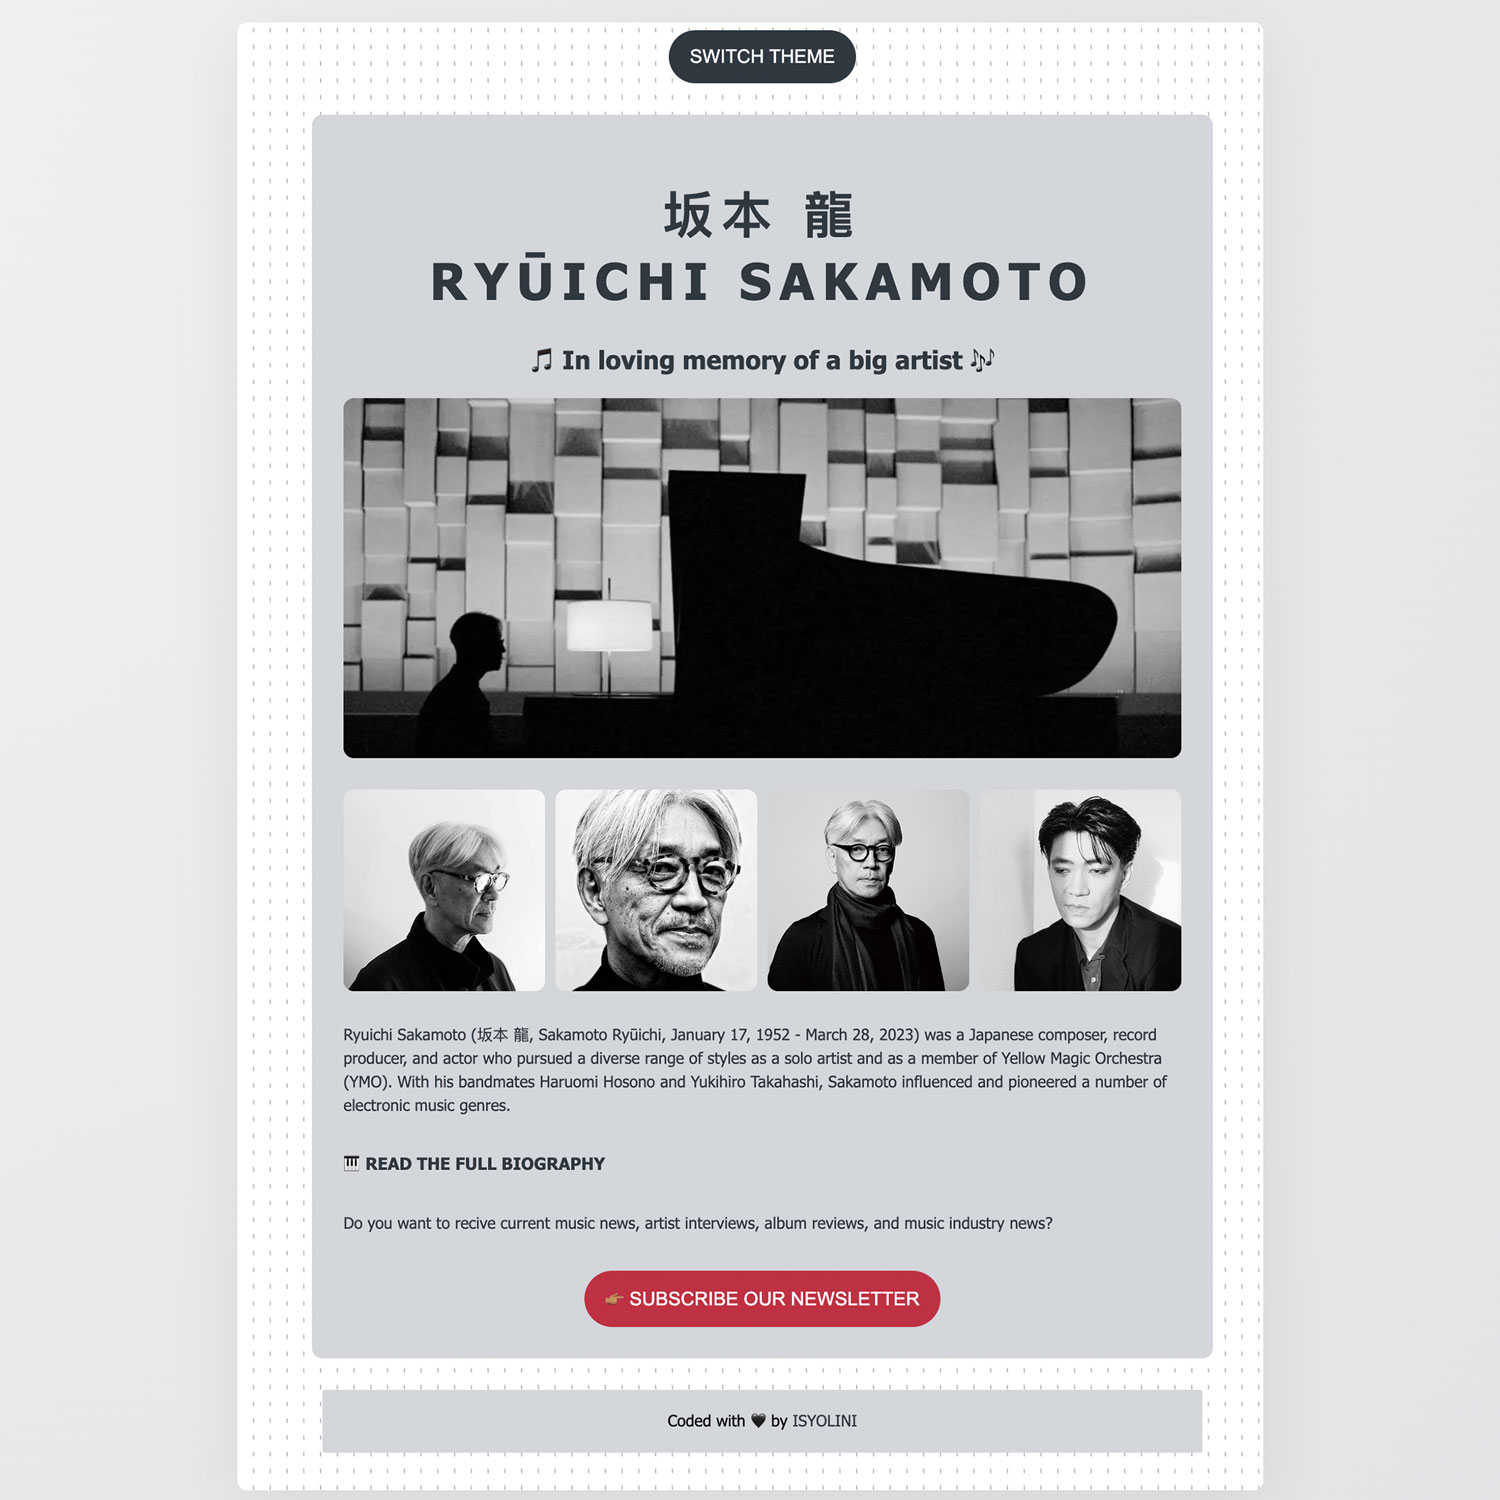 SWITCH THEME
坂本 龍
RYŪICHI SAKAMOTO
🎵 In loving memory of a big artist 🎶
Ryuichi Sakamoto (坂本 龍, Sakamoto Ryūichi, January 17, 1952 - March 28, 2023) was a Japanese composer, record
producer, and actor who pursued a diverse range of styles as a solo artist and as a member of Yellow Magic Orchestra
(YMO). With his bandmates Haruomi Hosono and Yukihiro Takahashi, Sakamoto influenced and pioneered a number of
electronic music genres.
🎹 READ THE FULL BIOGRAPHY
Do you want to recive current music news, artist interviews, album reviews, and music industry news?
👉🏽 SUBSCRIBE OUR NEWSLETTER
Coded with 🖤 by ISYOLINI